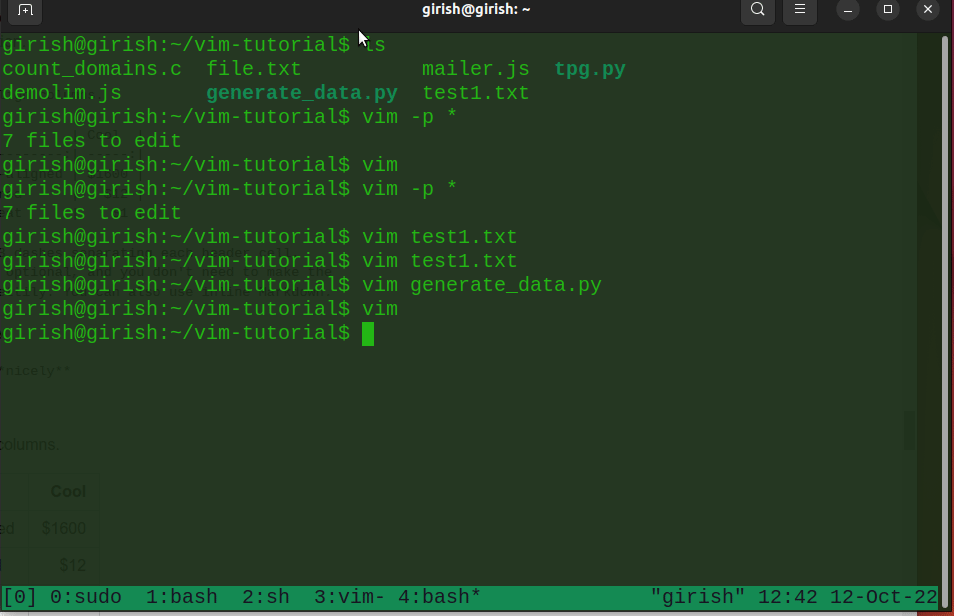 girish@girish: ~
girish@girish:~/vim-tutorial$ ls
count_domains.c file.txt mailer.js tpg.py
demolim.js generate_data.py test1.txt
girish@girish:~/vim-tutorial$ vim -p *
7 files to edit
girish@girish:~/vim-tutorial$ vim
girish@girish:~/vim-tutorial$ vim -p *
7 files to edit
girish@girish:~/vim-tutorial$ vim test1.txt
girish@girish:~/vim-tutorial$ vim test1.txt
girish@girish:~/vim-tutorial$ vim generate_data.py
girish@girish:~/vim-tutorial$ vim
girish@girish:~/vim-tutorial$
nicely**
columns.
Cool
$1600
$12
[0] 0:sudo 1:bash 2:sh 3:vim- 4:bash* "girish" 12:42 12-Oct-22